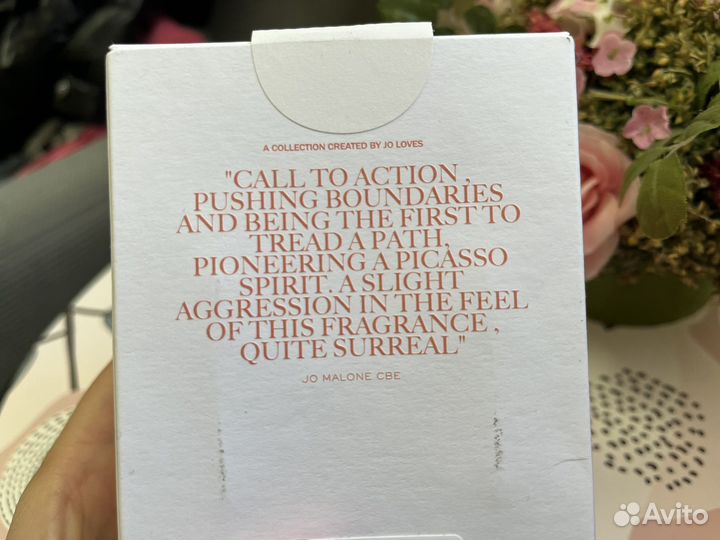 A COLLECTION CREATED BY JO LOVES
"CALL TO ACTION ,
PUSHING BOUNDARIES
AND BEING THE FIRST TO
TREAD A PATH,
PIONEERING A PICASSO
SPIRIT. A SLIGHT
AGGRESSION IN THE FEEL
OF THIS FRAGRANCE ,
QUITE SURREAL"
JO MALONE CBE
Avito